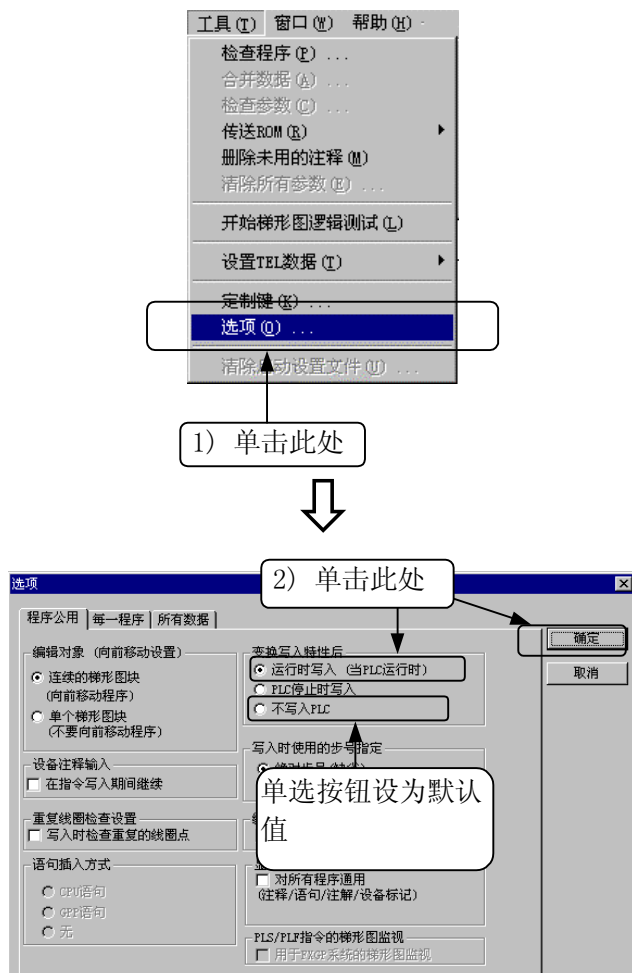 工具(T) 窗口(W) 帮助(H)
检查程序(P) ...
合并数据(A) ...
检查参数(C) ...
传送ROM(R)
删除未用的注释(M)
清除所有参数(E) ...
开始梯形图逻辑测试(L)
设置TEL数据(T)
定制键(K) ...
选项(O) ...
清除启动设置文件(U) ...
1) 单击此处
2) 单击此处
选项
程序公用 每一程序 所有数据
编辑对象 (向前移动设置)
连续的梯形图块
(向前移动程序)
单个梯形图块
(不要向前移动程序)
设备注释输入
在指令写入期间继续
重复线圈检查设置
写入时检查重复的线圈点
语句插入方式
CPU语句
GPP语句
无
变换写入特性后
运行时写入 (当PLC运行时)
PLC停止时写入
不写入PLC
写入时使用的步号指定
单选按钮设为默认
值
对所有程序通用
(注释/语句/注解/设备标记)
PLS/PLF指令的梯形图监视
用于FXGP系统的梯形图监视
确定
取消